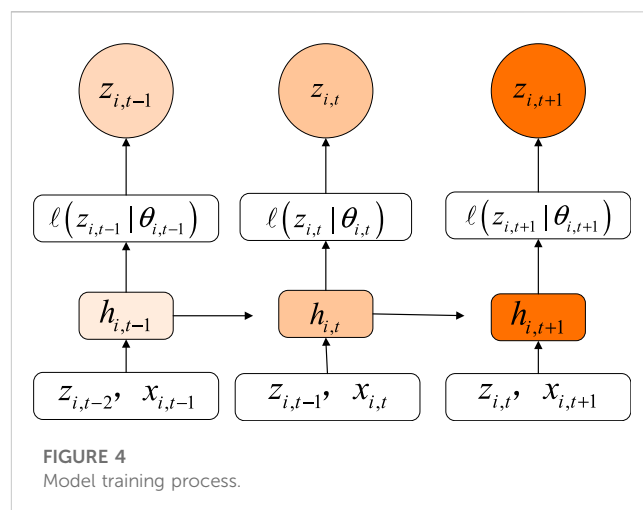 z_{i,t−1} z_{i,t} z_{i,t+1}
ℓ(z_{i,t−1} | θ_{i,t−1}) ℓ(z_{i,t} | θ_{i,t}) ℓ(z_{i,t+1} | θ_{i,t+1})
h_{i,t−1} h_{i,t} h_{i,t+1}
z_{i,t−2}, x_{i,t−1} z_{i,t−1}, x_{i,t} z_{i,t}, x_{i,t+1}
FIGURE 4
Model training process.